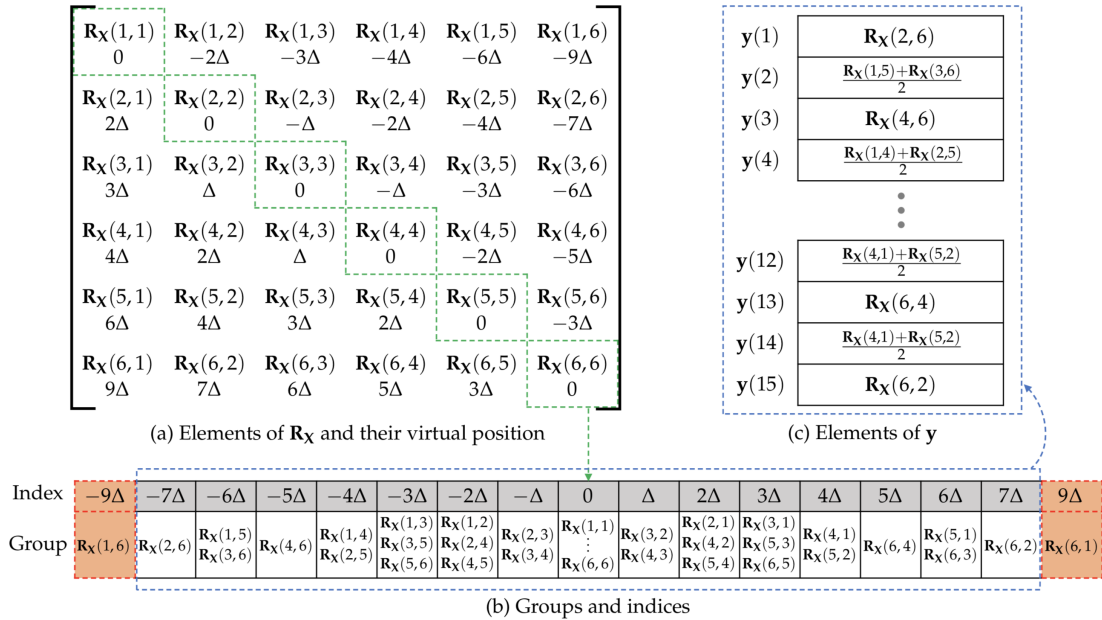 𝐑_𝐗(1,1) 𝐑_𝐗(1,2) 𝐑_𝐗(1,3) 𝐑_𝐗(1,4) 𝐑_𝐗(1,5) 𝐑_𝐗(1,6)
0 −2Δ −3Δ −4Δ −6Δ −9Δ
𝐑_𝐗(2,1) 𝐑_𝐗(2,2) 𝐑_𝐗(2,3) 𝐑_𝐗(2,4) 𝐑_𝐗(2,5) 𝐑_𝐗(2,6)
2Δ 0 −Δ −2Δ −4Δ −7Δ
𝐑_𝐗(3,1) 𝐑_𝐗(3,2) 𝐑_𝐗(3,3) 𝐑_𝐗(3,4) 𝐑_𝐗(3,5) 𝐑_𝐗(3,6)
3Δ Δ 0 −Δ −3Δ −6Δ
𝐑_𝐗(4,1) 𝐑_𝐗(4,2) 𝐑_𝐗(4,3) 𝐑_𝐗(4,4) 𝐑_𝐗(4,5) 𝐑_𝐗(4,6)
4Δ 2Δ Δ 0 −2Δ −5Δ
𝐑_𝐗(5,1) 𝐑_𝐗(5,2) 𝐑_𝐗(5,3) 𝐑_𝐗(5,4) 𝐑_𝐗(5,5) 𝐑_𝐗(5,6)
6Δ 4Δ 3Δ 2Δ 0 −3Δ
𝐑_𝐗(6,1) 𝐑_𝐗(6,2) 𝐑_𝐗(6,3) 𝐑_𝐗(6,4) 𝐑_𝐗(6,5) 𝐑_𝐗(6,6)
9Δ 7Δ 6Δ 5Δ 3Δ 0
(a) Elements of 𝐑_𝐗 and their virtual position
𝐲(1) 𝐑_𝐗(2,6)
𝐲(2) (𝐑_𝐗(1,5)+𝐑_𝐗(3,6))/2
𝐲(3) 𝐑_𝐗(4,6)
𝐲(4) (𝐑_𝐗(1,4)+𝐑_𝐗(2,5))/2
⋮
𝐲(12) (𝐑_𝐗(4,1)+𝐑_𝐗(5,2))/2
𝐲(13) 𝐑_𝐗(6,4)
𝐲(14) (𝐑_𝐗(4,1)+𝐑_𝐗(5,2))/2
𝐲(15) 𝐑_𝐗(6,2)
(c) Elements of 𝐲
Index −9Δ −7Δ −6Δ −5Δ −4Δ −3Δ −2Δ −Δ 0 Δ 2Δ 3Δ 4Δ 5Δ 6Δ 7Δ 9Δ
𝐑_𝐗(1,3) 𝐑_𝐗(1,2) 𝐑_𝐗(1,1) 𝐑_𝐗(2,1) 𝐑_𝐗(3,1)
𝐑_𝐗(1,5) 𝐑_𝐗(1,4) 𝐑_𝐗(2,3) 𝐑_𝐗(3,2) 𝐑_𝐗(4,1) 𝐑_𝐗(5,1)
Group 𝐑_𝐗(1,6) 𝐑_𝐗(2,6) 𝐑_𝐗(4,6) 𝐑_𝐗(3,5) 𝐑_𝐗(2,4) ⋮ 𝐑_𝐗(4,2) 𝐑_𝐗(5,3) 𝐑_𝐗(6,4) 𝐑_𝐗(6,2) 𝐑_𝐗(6,1)
𝐑_𝐗(3,6) 𝐑_𝐗(2,5) 𝐑_𝐗(3,4) 𝐑_𝐗(4,3) 𝐑_𝐗(5,2) 𝐑_𝐗(6,3)
𝐑_𝐗(5,6) 𝐑_𝐗(4,5) 𝐑_𝐗(6,6) 𝐑_𝐗(5,4) 𝐑_𝐗(6,5)
(b) Groups and indices